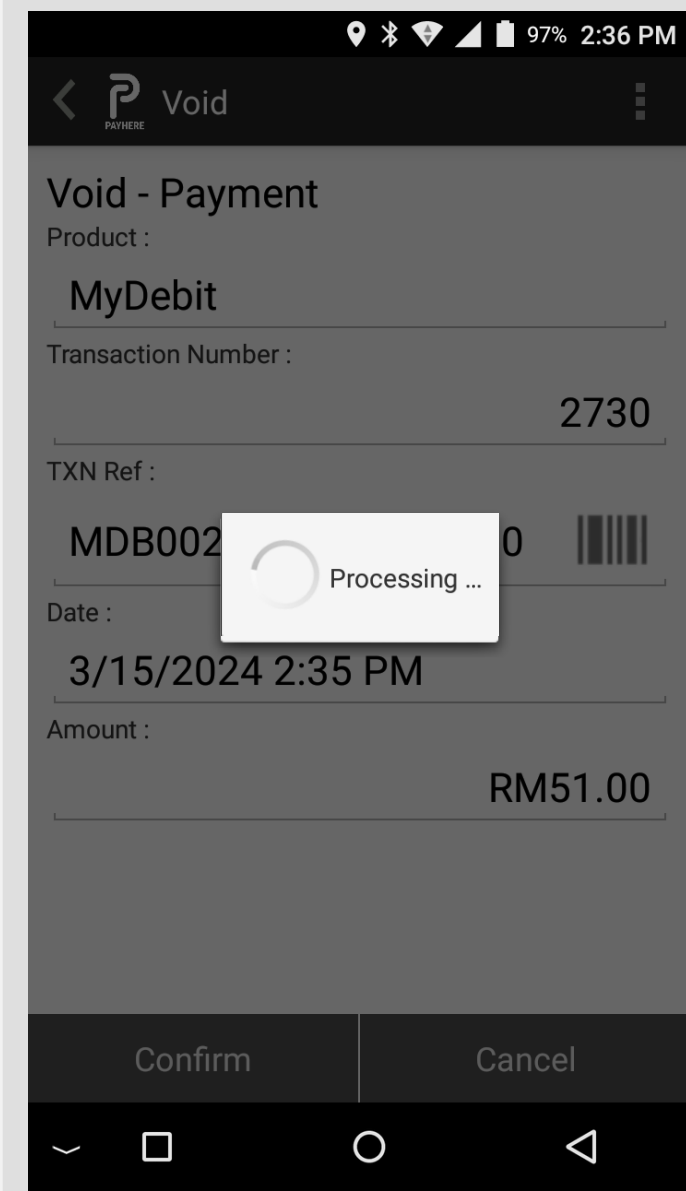 97% 2:36 PM
PAYHERE
Void
Void - Payment
Product :
MyDebit
Transaction Number :
2730
TXN Ref :
MDB002 0
Processing ...
Date :
3/15/2024 2:35 PM
Amount :
RM51.00
Confirm Cancel